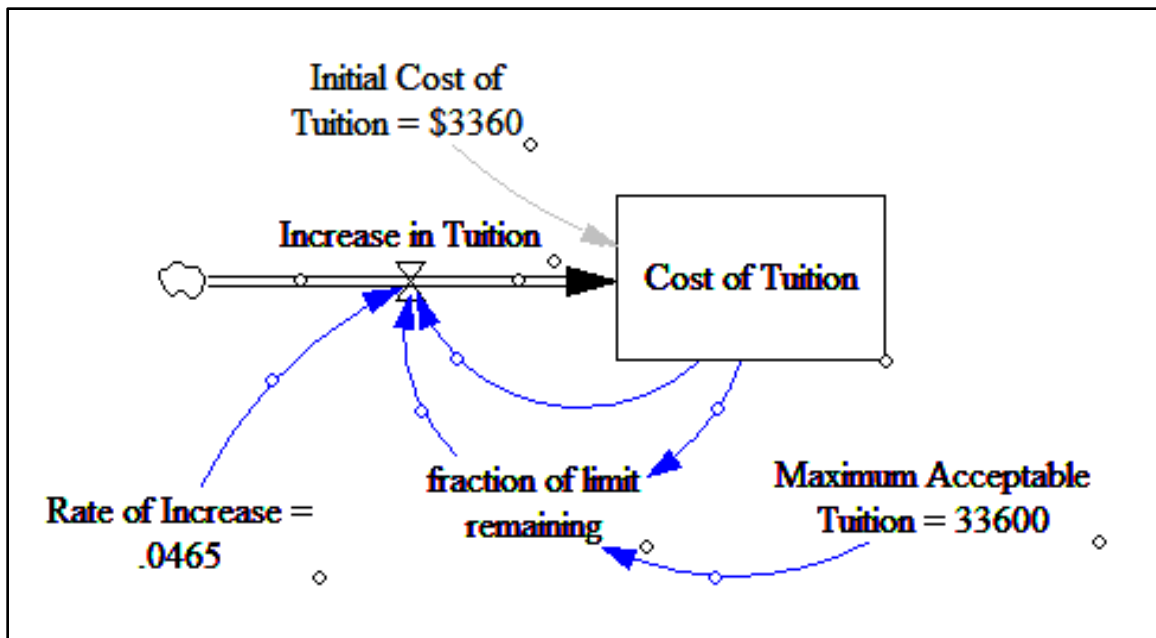 Initial Cost of
Tuition = $3360
Increase in Tuition
Cost of Tuition
fraction of limit
remaining
Maximum Acceptable
Tuition = 33600
Rate of Increase =
.0465